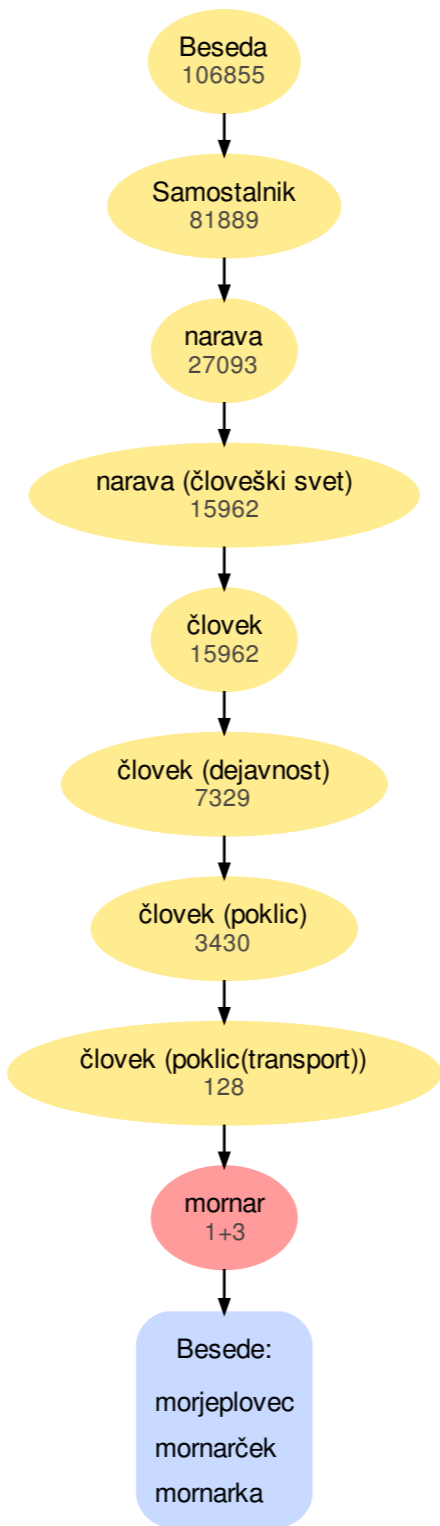 Beseda
106855
Samostalnik
81889
narava
27093
narava (človeški svet)
15962
človek
15962
človek (dejavnost)
7329
človek (poklic)
3430
človek (poklic(transport))
128
mornar
1+3
Besede:
morjeplovec
mornarček
mornarka